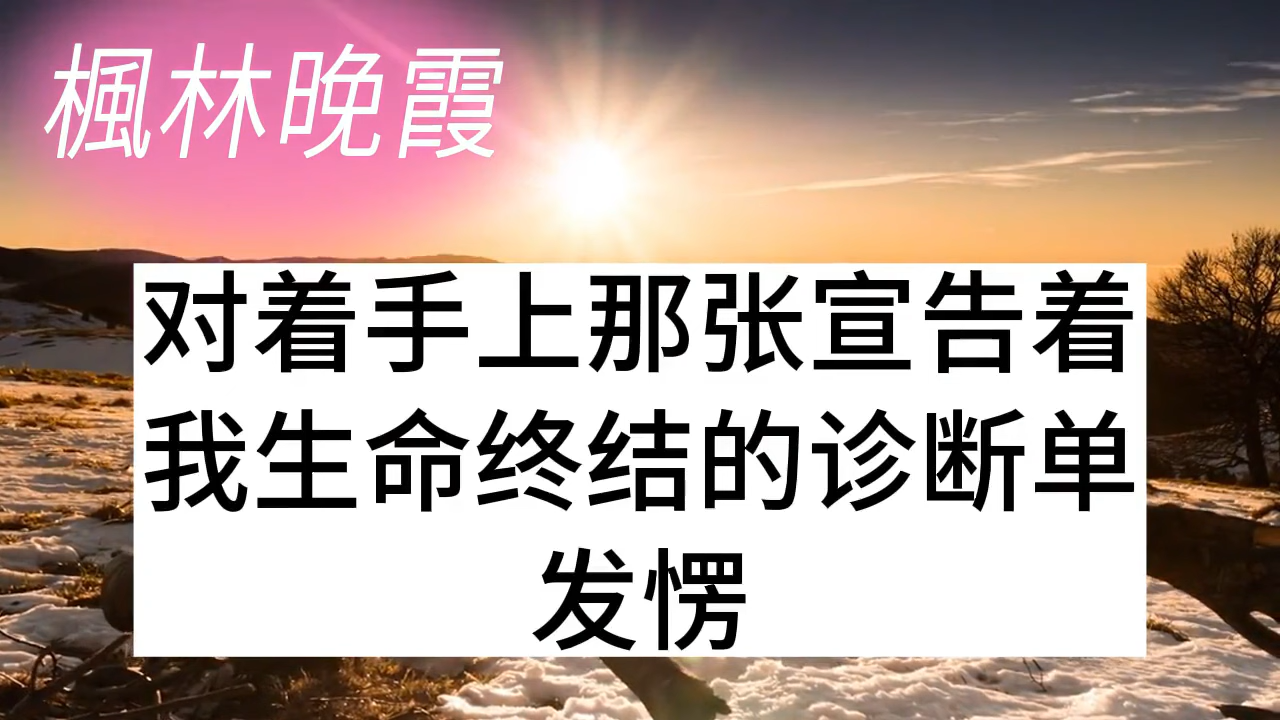 楓林晚霞
对着手上那张宣告着
我生命终结的诊断单
发愣